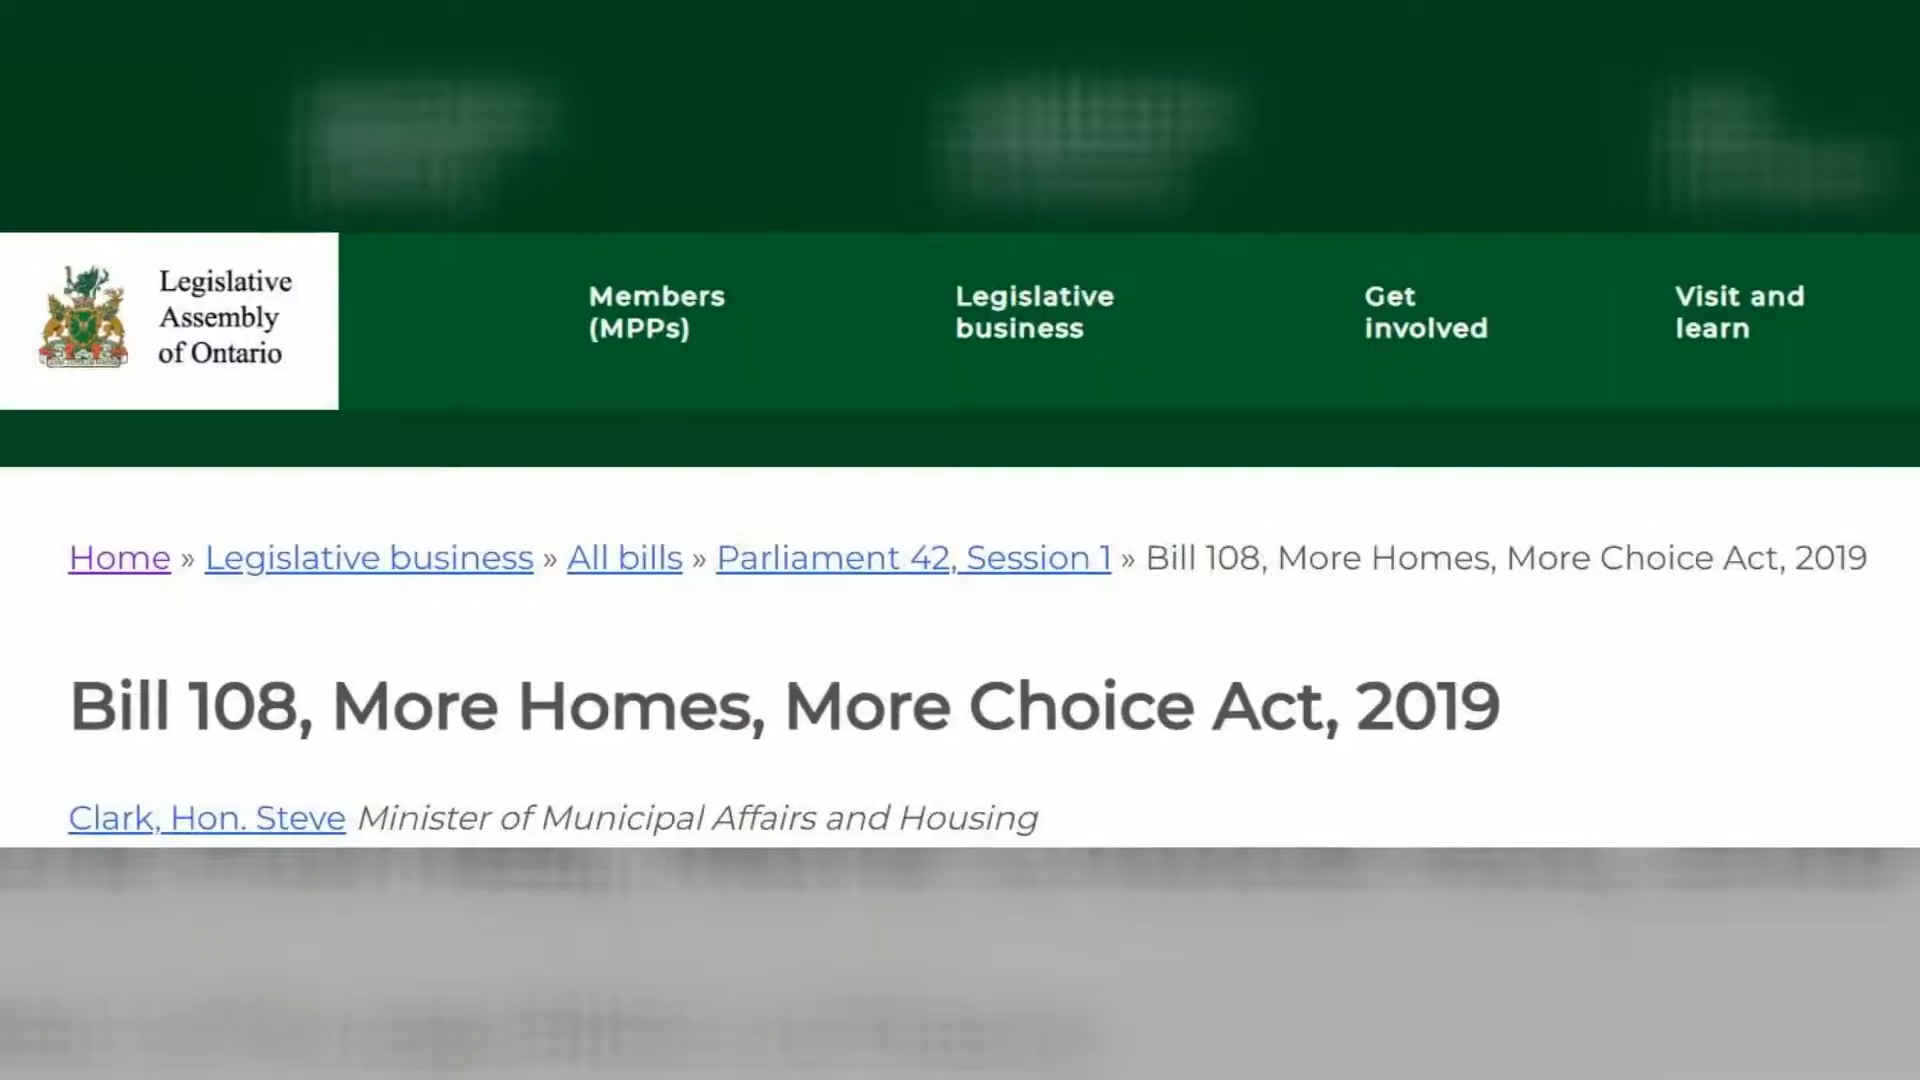 Legislative
Assembly
of Ontario
Members
(MPPs)
Legislative
business
Get
involved
Visit and
learn
Home » Legislative business » All bills » Parliament 42, Session 1 » Bill 108, More Homes, More Choice Act, 2019
Bill 108, More Homes, More Choice Act, 2019
Clark, Hon. Steve Minister of Municipal Affairs and Housing